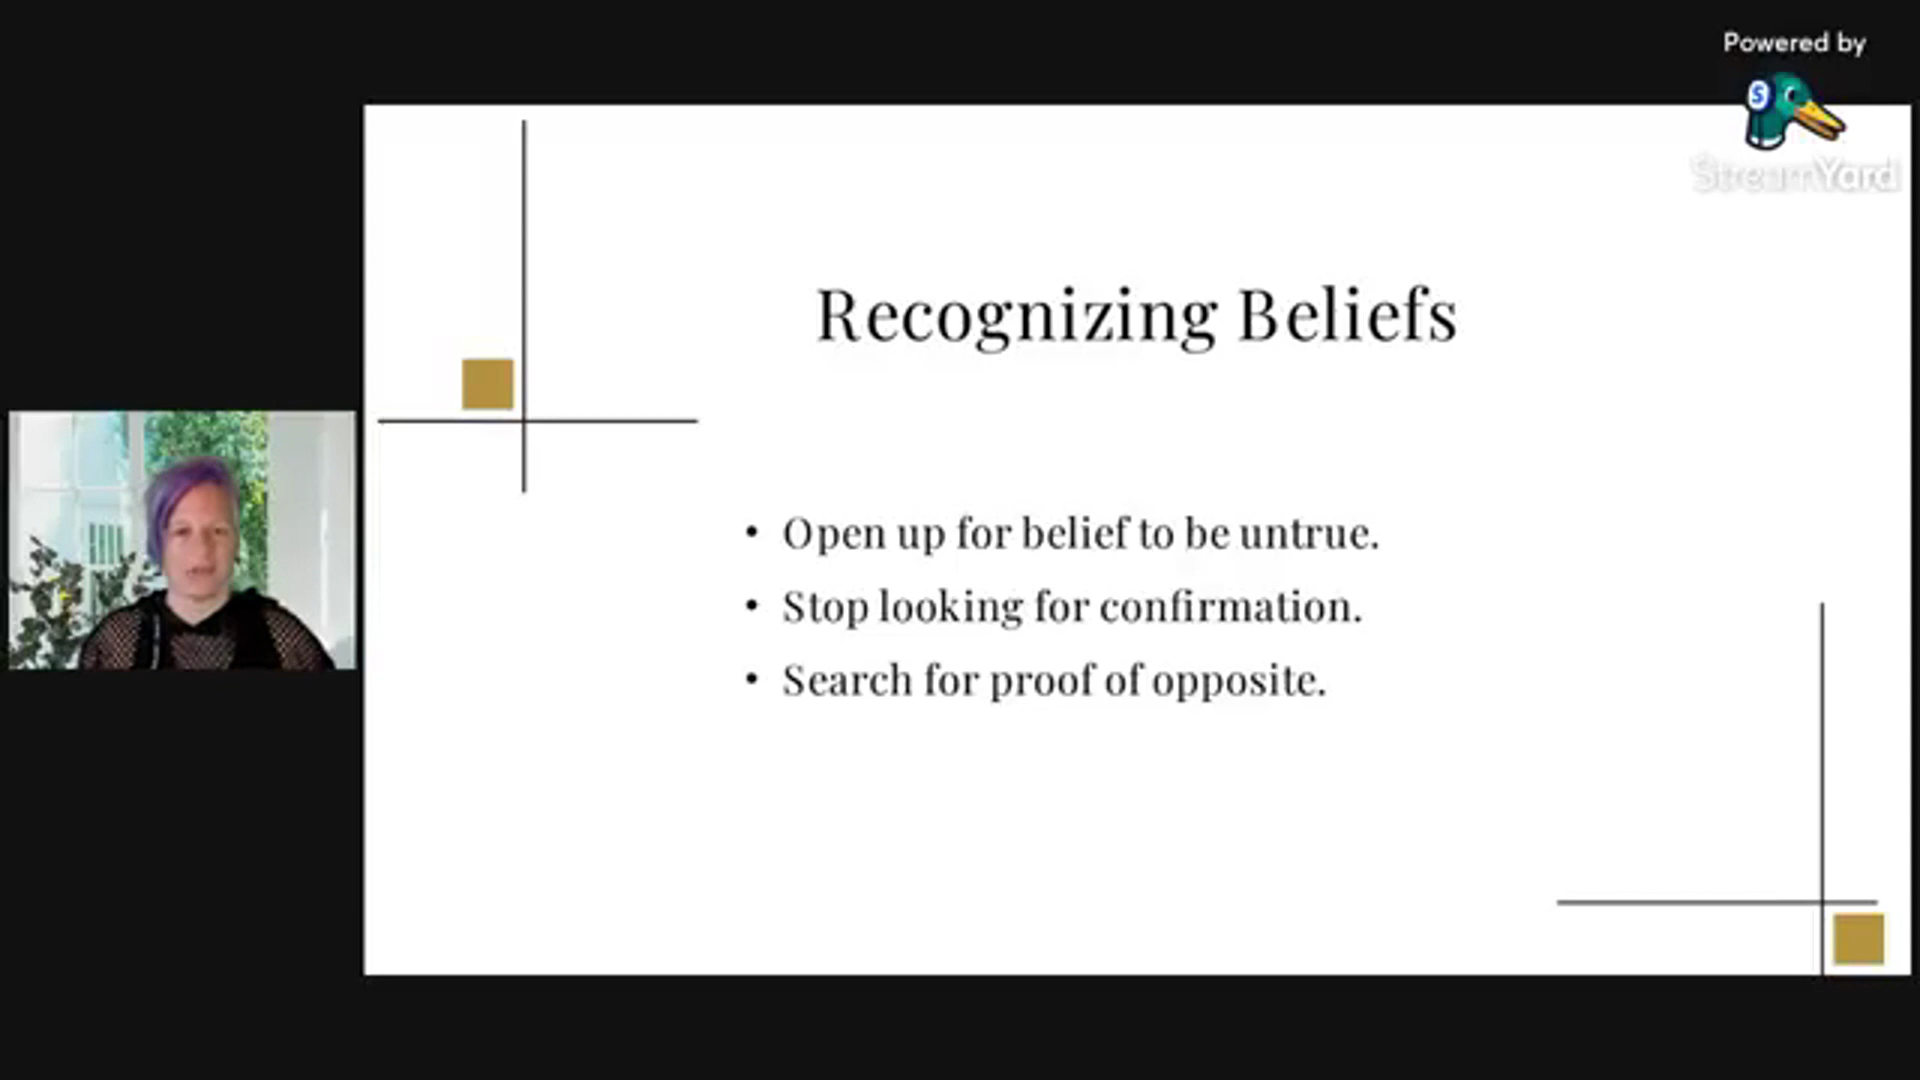 Powered by
S
StreamYard
Recognizing Beliefs
• Open up for belief to be untrue.
• Stop looking for confirmation.
• Search for proof of opposite.